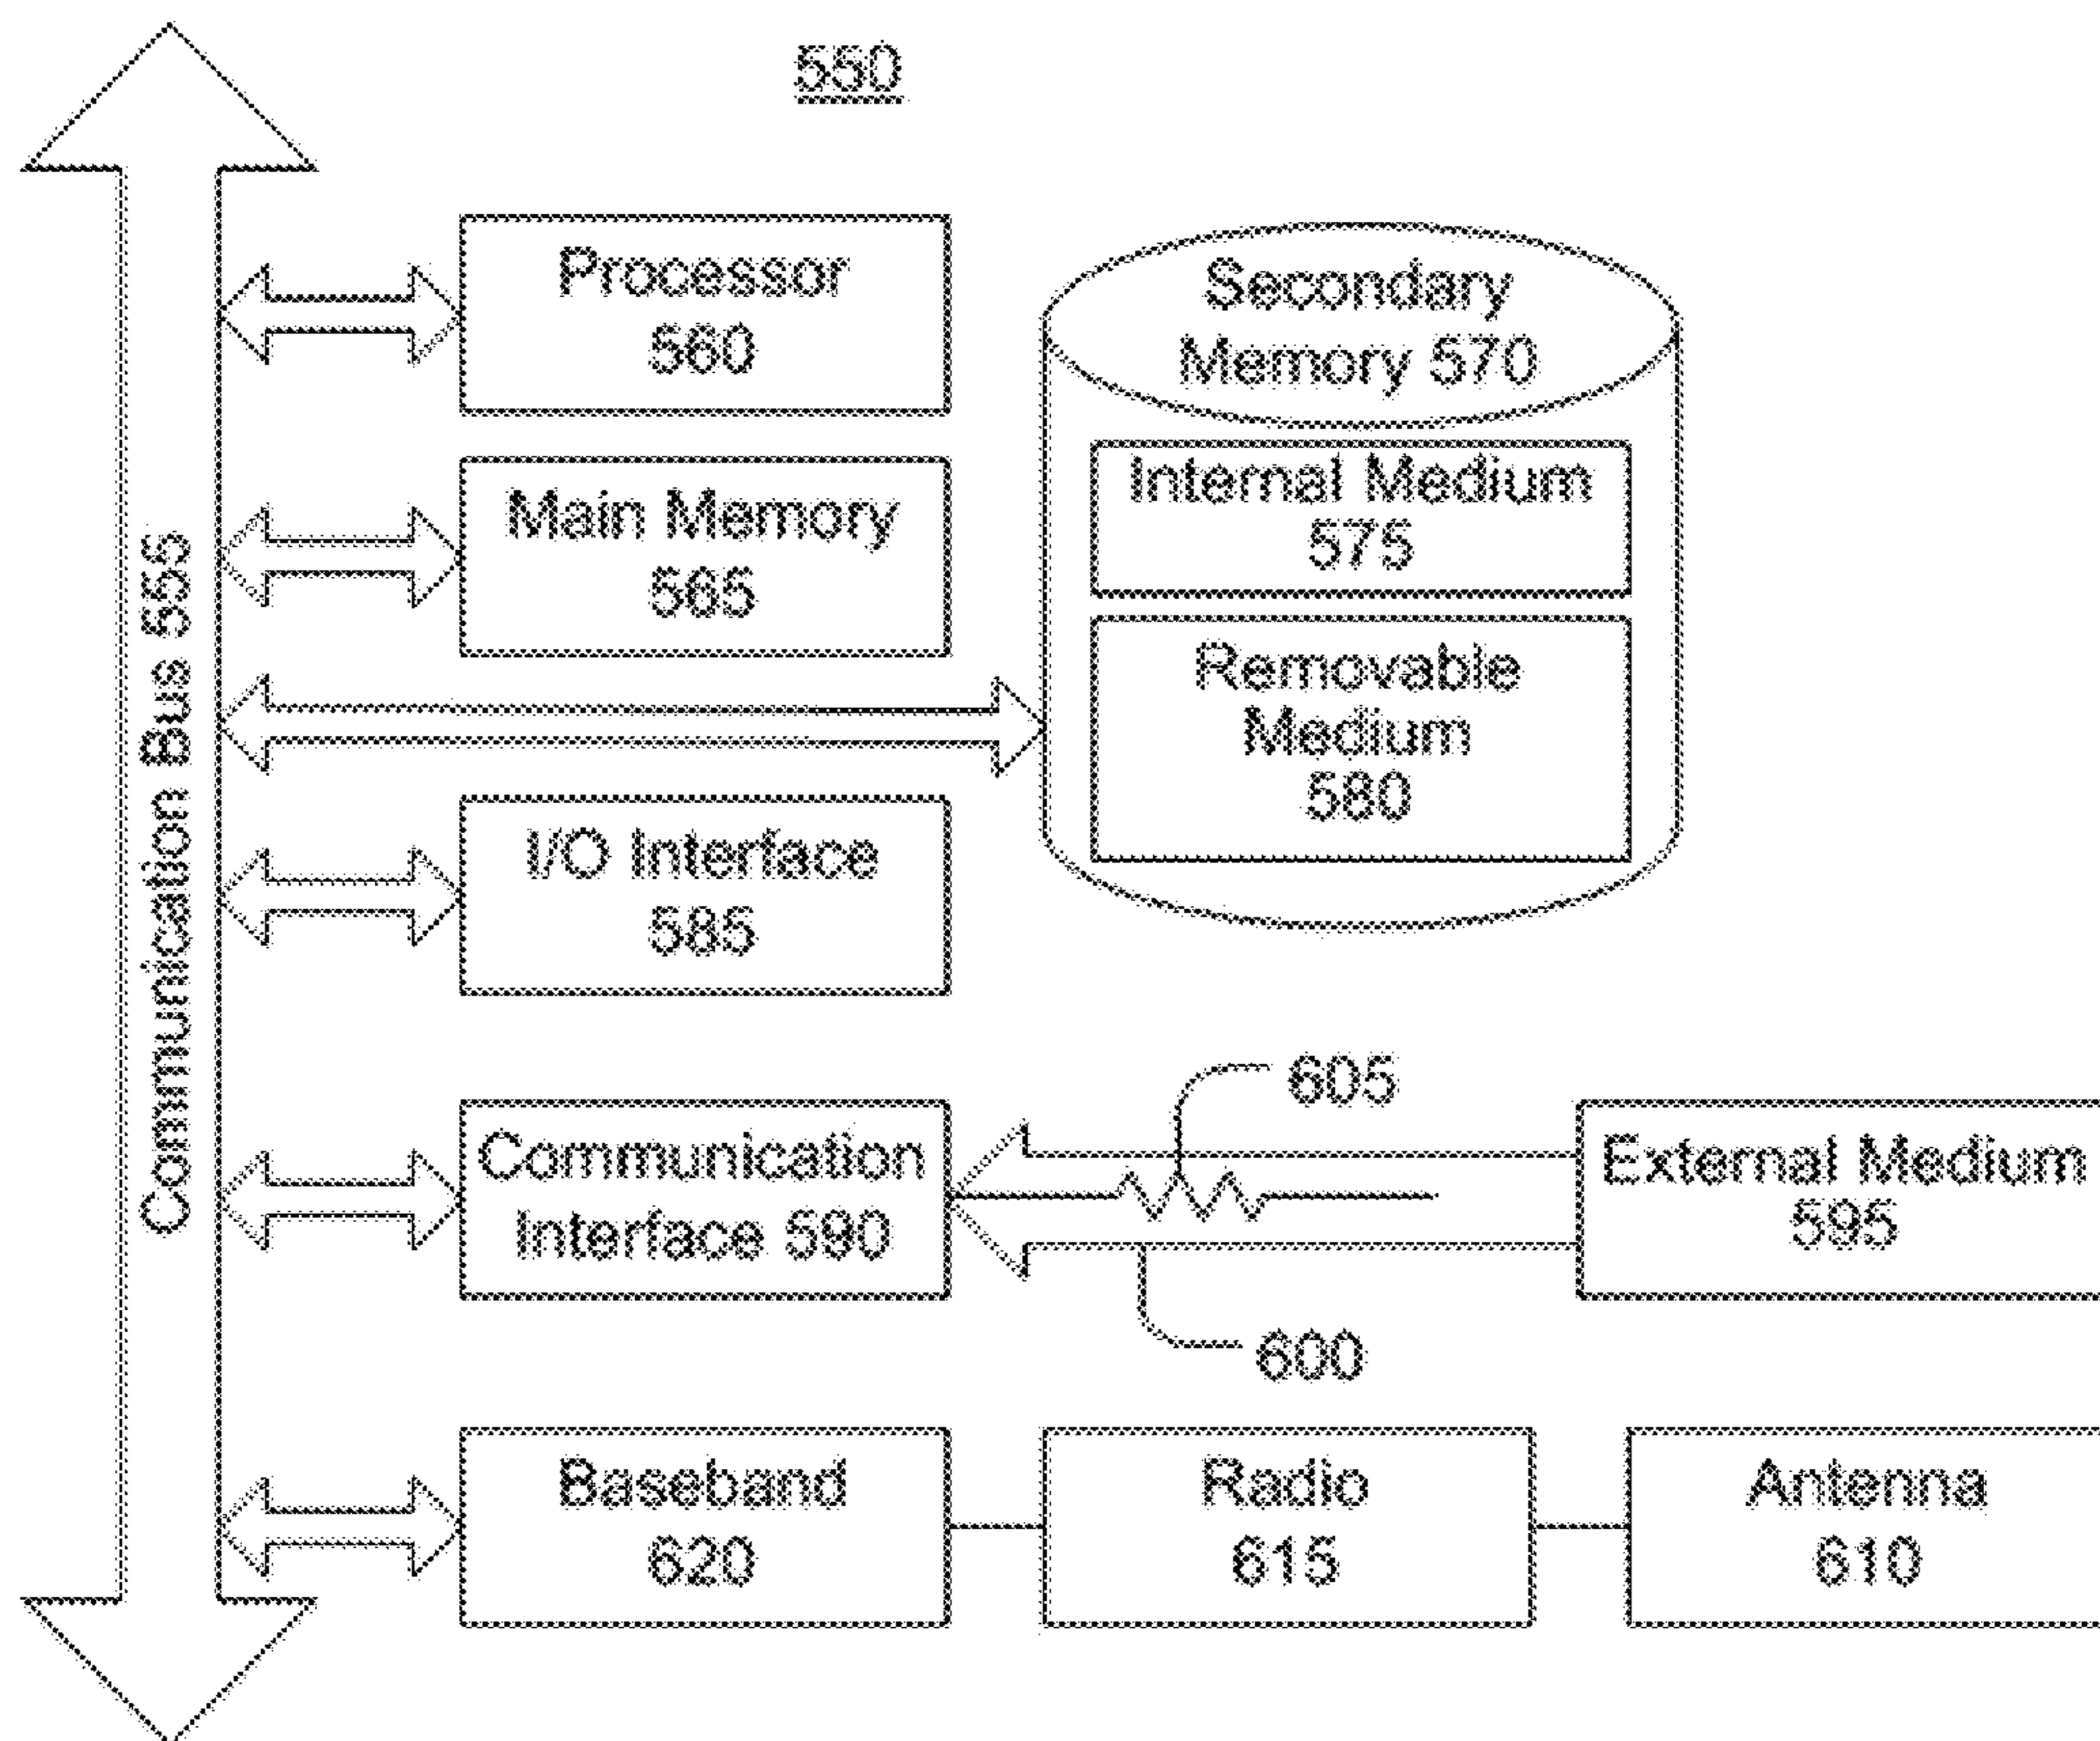 550
Communication Bus 555
Processor
560
Main Memory
565
Secondary
Memory 570
Internal Medium
575
Removable
Medium
580
I/O Interface
585
Communication
Interface 590
605
600
External Medium
595
Baseband
620
Radio
615
Antenna
610